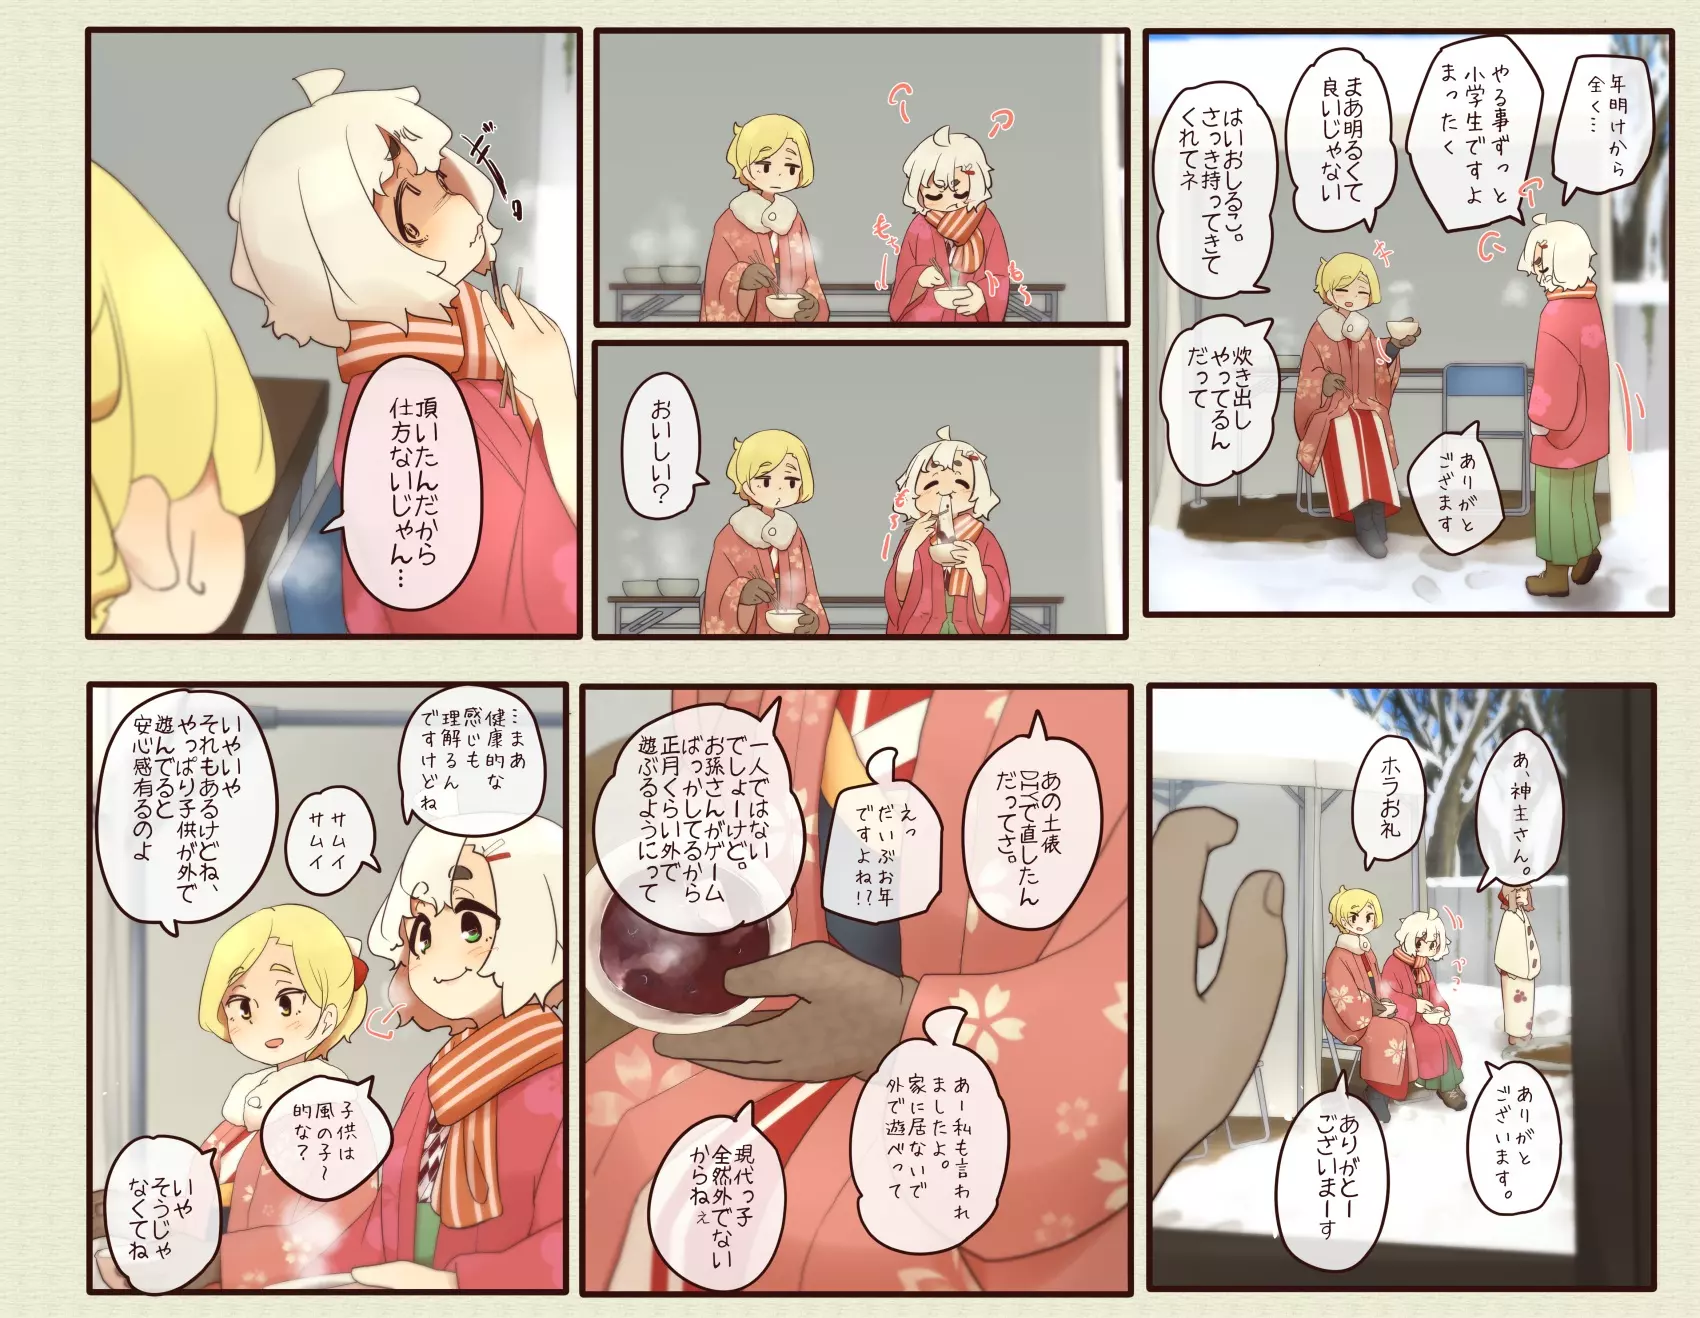 年明けから
全く…
やる事ずっと
小学生ですよ
まったく
まあ明るくて
良いじゃない
はいおしるこ。
さっき持ってきて
くれてネ
炊き出し
やってるん
だって
ありがと
ござます
もち
もち
もー
おいしい?
も～
ギギ…
頂いたんだから
仕方ないじゃん…
あ、神主さん。
ホラお礼
ペコ
ありがと
ございます。
ありがとー
ございまーす
あの土俵
DIYで直したん
だってさ。
えっ
だいぶお年
ですよね!?
一人ではない
でしょーけど。
お孫さんがゲーム
ばっかしてるから
正月くらい外で
遊ぶるようにって
あー私も言われ
ましたよ。
家に居ないで
外で遊べって
現代っ子
全然外でない
からねぇ
…まあ
健康的な
感じも
理解るん
ですけどね
サムイ
サムイ
いやいや
それもあるけどね、
やっぱり子供が外で
遊んでると
安心感有るのよ
子供は
風の子～
的な?
いや
そうじゃ
なくてね